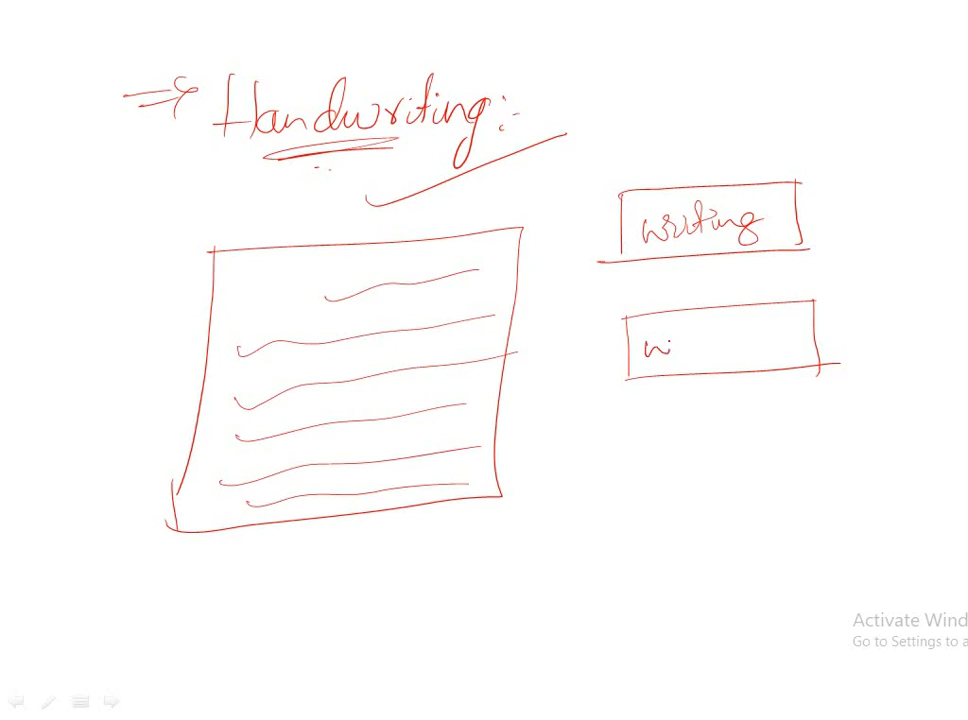 ⇒ Handwriting :-
writing
w
Activate Wind
Go to Settings to a